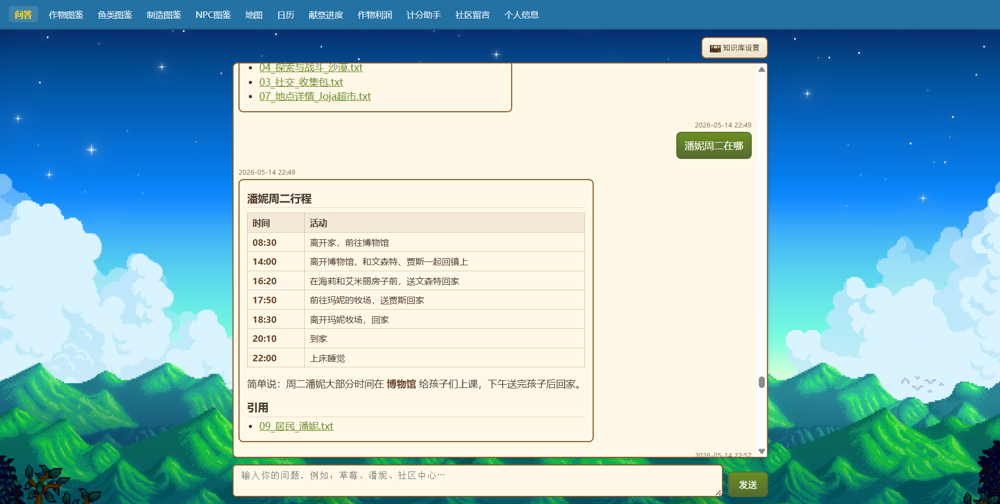 问答 作物图鉴 鱼类图鉴 制造图鉴 NPC图鉴 地图 日历 献祭进度 作物利润 计分助手 社区留言 个人信息
知识库设置
04_探索与战斗_沙漠.txt
03_社交_收集包.txt
07_地点详情_Joja超市.txt
2026-05-14 22:49
潘妮周二在哪
2026-05-14 22:49
潘妮周二行程
时间 活动
08:30 离开家，前往博物馆
14:00 离开博物馆，和文森特、贾斯一起回镇上
16:20 在海莉和艾米丽房子前，送文森特回家
17:50 前往玛妮的牧场，送贾斯回家
18:30 离开玛妮牧场，回家
20:10 到家
22:00 上床睡觉
简单说：周二潘妮大部分时间在 博物馆 给孩子们上课，下午送完孩子后回家。
引用
09_居民_潘妮.txt
2026-05-14 22:57
输入你的问题，例如：草莓、潘妮、社区中心…
发送